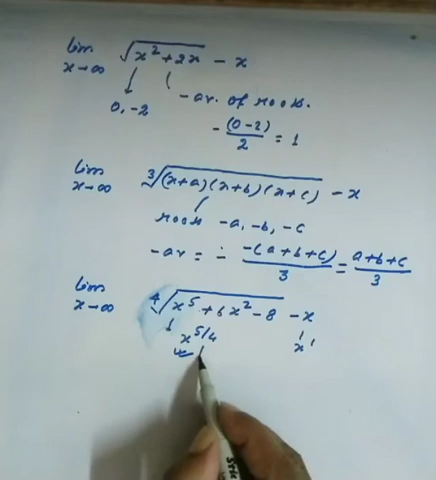 lim x→∞ √(x² + 2x) - x
0, -2
- av. of roots.
- (0-2)/2 = 1
lim x→∞ ³√((x+a)(x+b)(x+c)) - x
roots -a, -b, -c
- av = - -(a+b+c)/3 = a+b+c/3
lim x→∞ ⁴√(x⁵ + 6x² - 8) - x
x^5/4 x¹